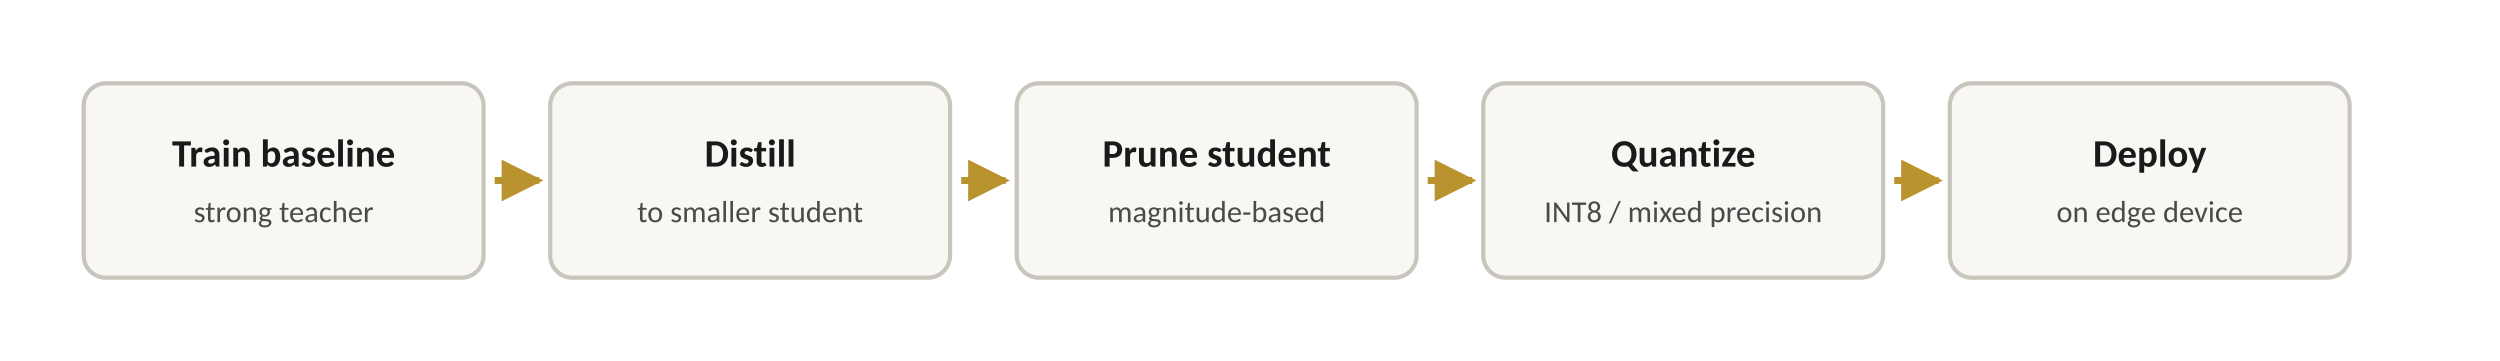 Train baseline
strong teacher
Distill
to smaller student
Prune student
magnitude-based
Quantize
INT8 / mixed precision
Deploy
on edge device